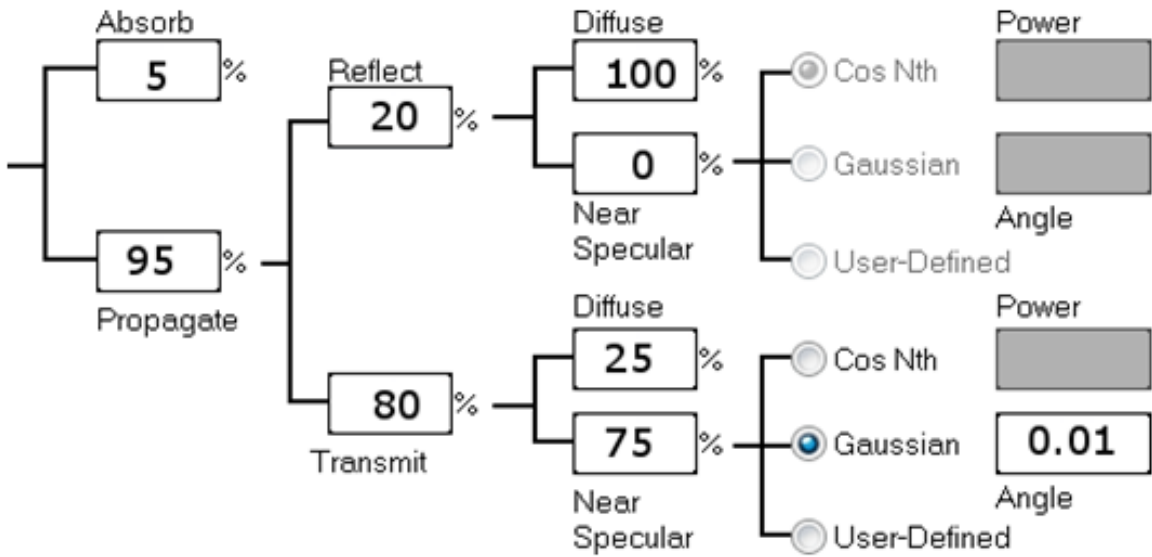 Absorb
5 %
Reflect
20 %
Diffuse
100 %
0 %
Near
Specular
Cos Nth
Gaussian
User-Defined
Power
Angle
95 %
Propagate
80 %
Transmit
Diffuse
25 %
75 %
Near
Specular
Cos Nth
Gaussian
User-Defined
Power
0.01
Angle